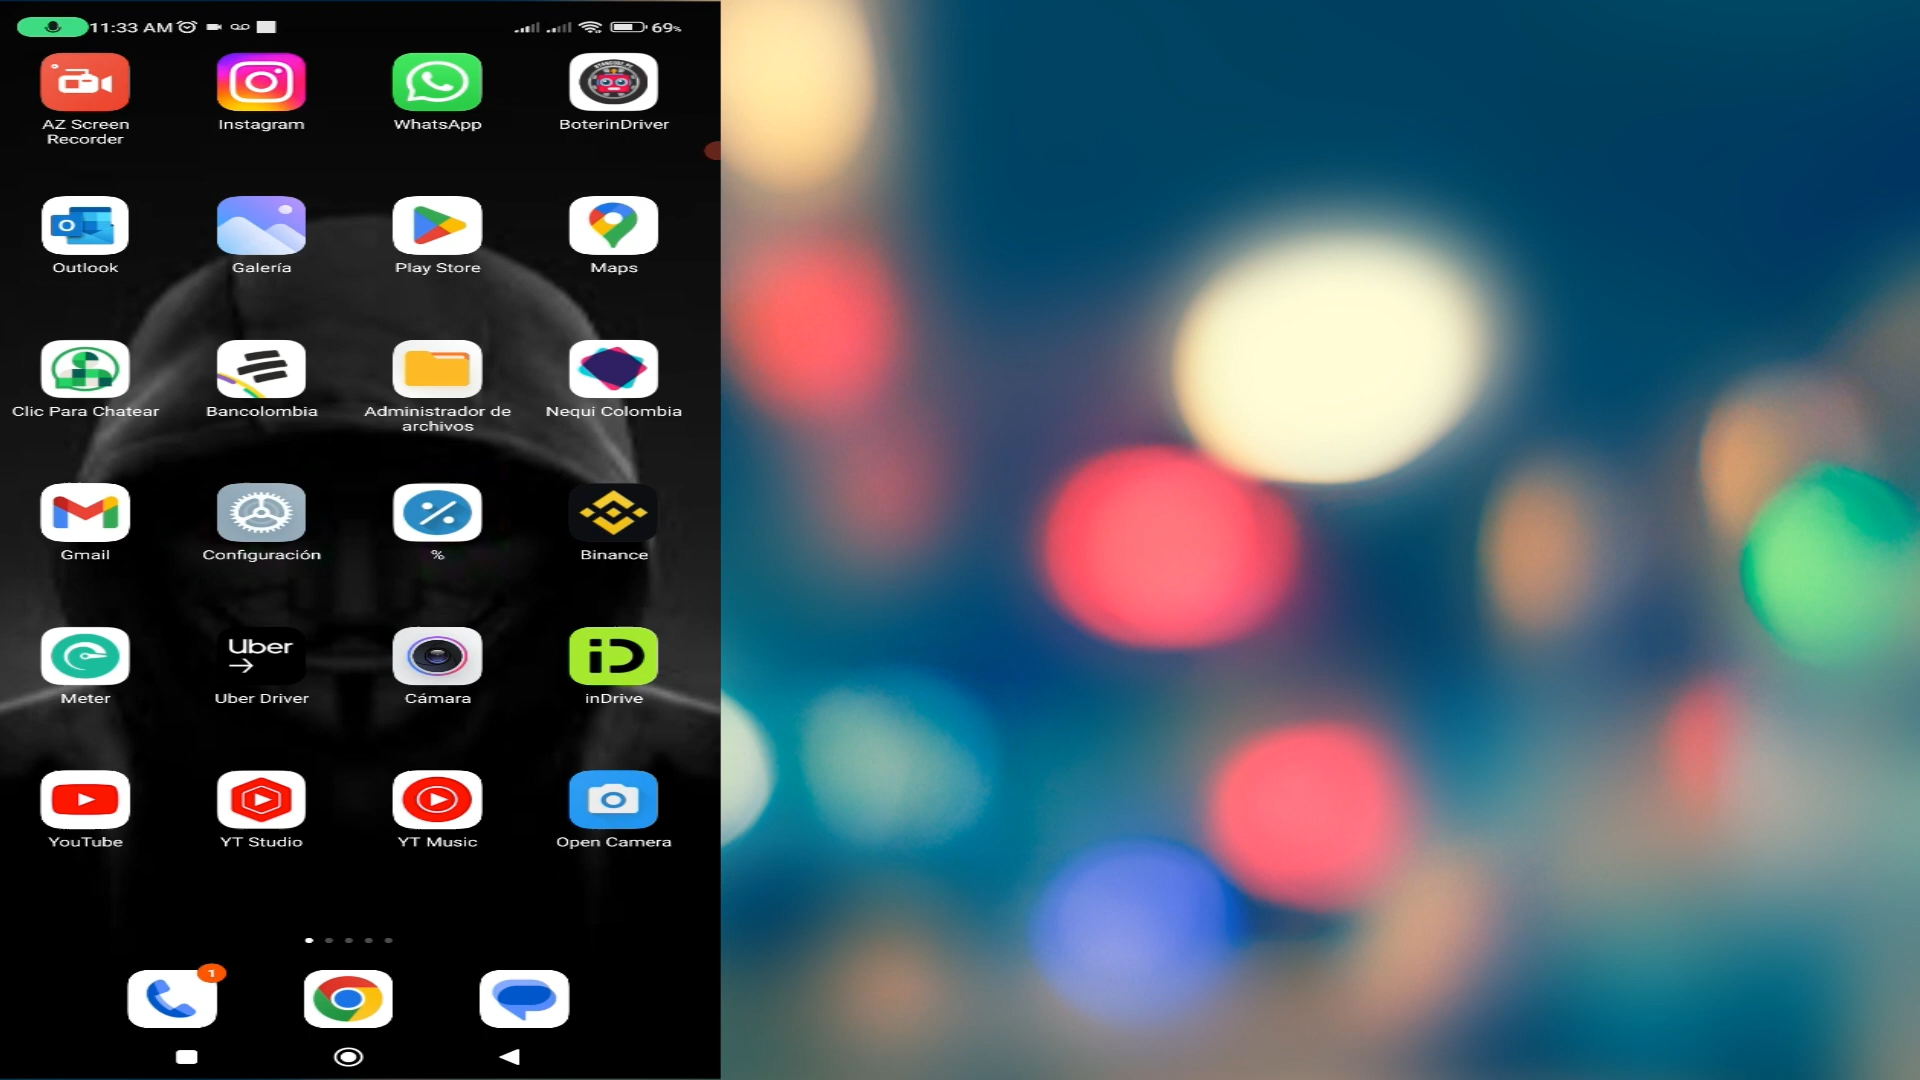 11:33 AM
69%
AZ Screen
Recorder
Instagram
WhatsApp
BoterinDriver
Outlook
Galería
Play Store
Maps
Clic Para Chatear
Bancolombia
Administrador de
archivos
Nequi Colombia
Gmail
Configuración
%
Binance
Uber
Meter
Uber Driver
Cámara
inDrive
YouTube
YT Studio
YT Music
Open Camera
1